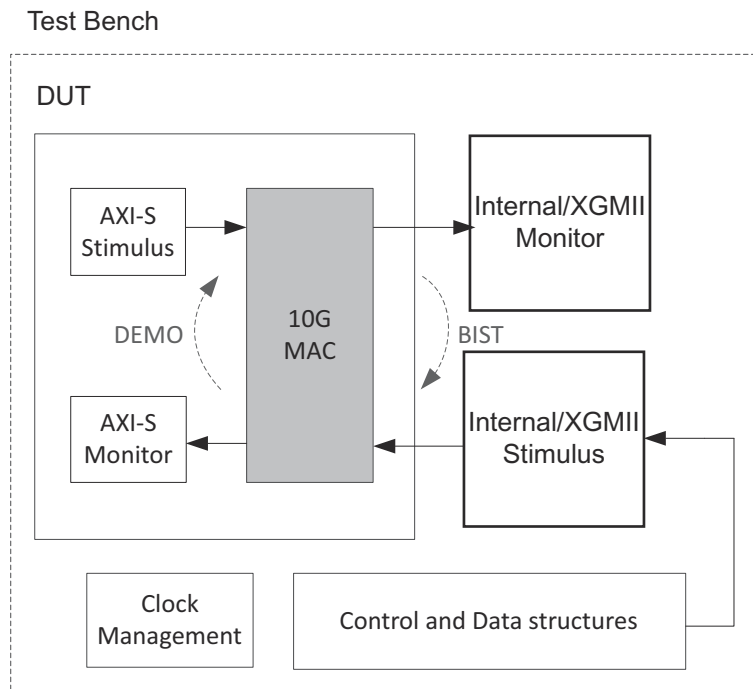 Test Bench
DUT
AXI-S
Stimulus
Internal/XGMII
Monitor
10G
MAC
DEMO
BIST
AXI-S
Monitor
Internal/XGMII
Stimulus
Clock
Management
Control and Data structures